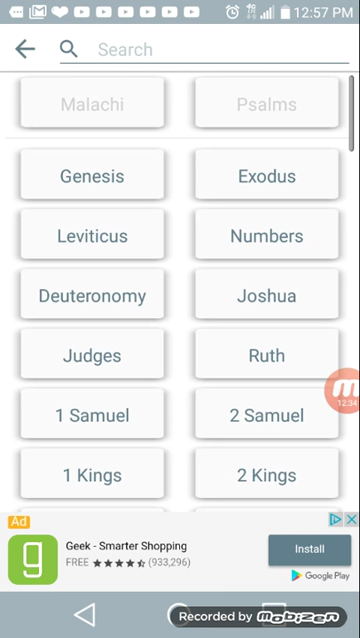 12:57 PM
Search
Malachi Psalms
Genesis Exodus
Leviticus Numbers
Deuteronomy Joshua
Judges Ruth
12:34
1 Samuel 2 Samuel
1 Kings 2 Kings
Ad
Geek - Smarter Shopping
FREE (933,296)
Install
Google Play
Recorded by Mobizen